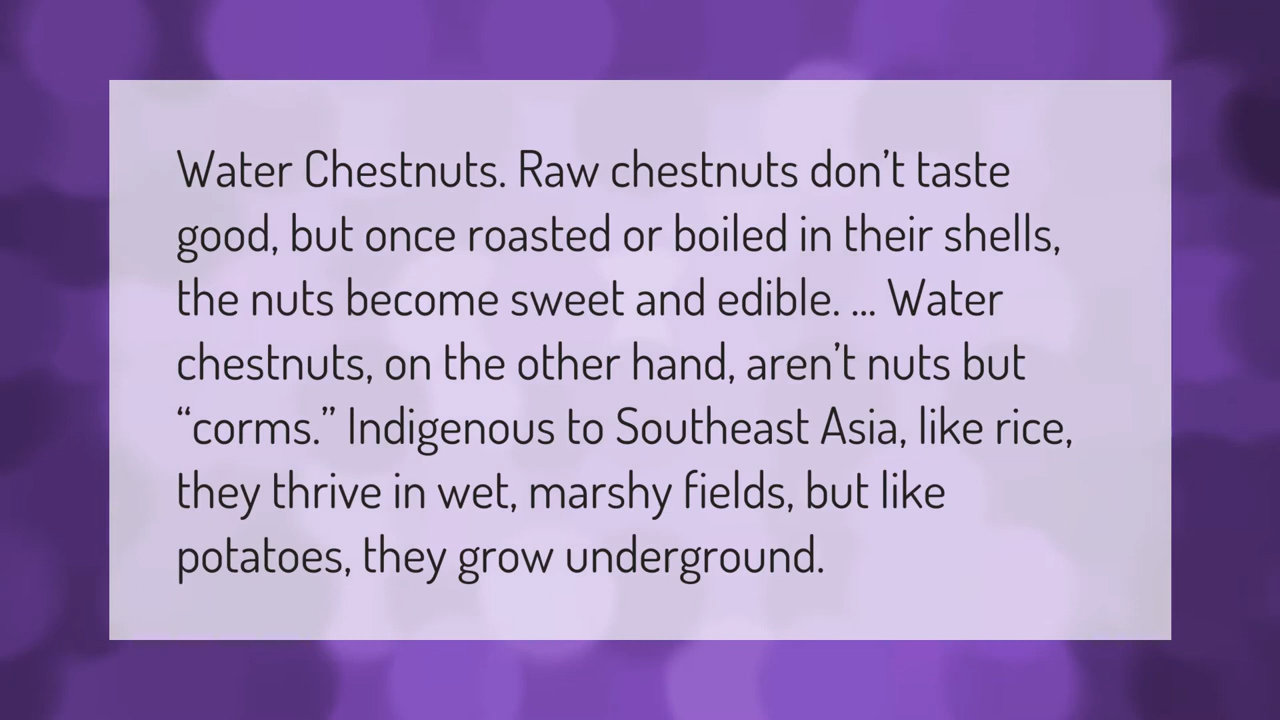 Water Chestnuts. Raw chestnuts don’t taste
good, but once roasted or boiled in their shells,
the nuts become sweet and edible. ... Water
chestnuts, on the other hand, aren’t nuts but
“corms.” Indigenous to Southeast Asia, like rice,
they thrive in wet, marshy fields, but like
potatoes, they grow underground.